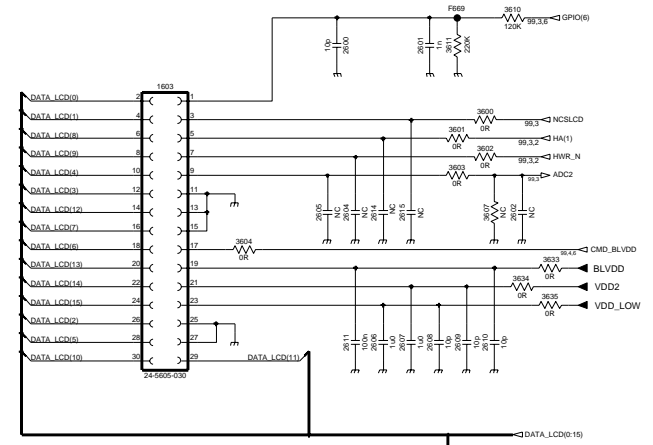 F669
3610
120K
99,3,6
GPIO(6)
10p
2600
2601
1n
3611
220K
1603
DATA_LCD(0)
2
1
DATA_LCD(1)
4
3
3600
0R
99,3
NCSLCD
DATA_LCD(8)
6
5
3601
0R
99,3,2
HA(1)
DATA_LCD(9)
8
7
3602
0R
99,3,2
HWR_N
DATA_LCD(4)
10
9
3603
0R
99,3
ADC2
DATA_LCD(3)
12
11
DATA_LCD(12)
14
13
DATA_LCD(7)
16
15
2605
NC
2604
NC
2614
NC
2615
NC
3607
NC
2602
NC
DATA_LCD(6)
18
17
3604
0R
99,4,6
CMD_BLVDD
DATA_LCD(13)
20
19
3633
0R
BLVDD
DATA_LCD(14)
22
21
3634
0R
VDD2
DATA_LCD(15)
24
23
3635
0R
VDD_LOW
DATA_LCD(2)
26
25
DATA_LCD(5)
28
27
DATA_LCD(10)
30
29
DATA_LCD(11)
2611
100n
2606
1u0
2607
1u0
2608
10p
2609
10p
2610
10p
24-5605-030
DATA_LCD(0:15)